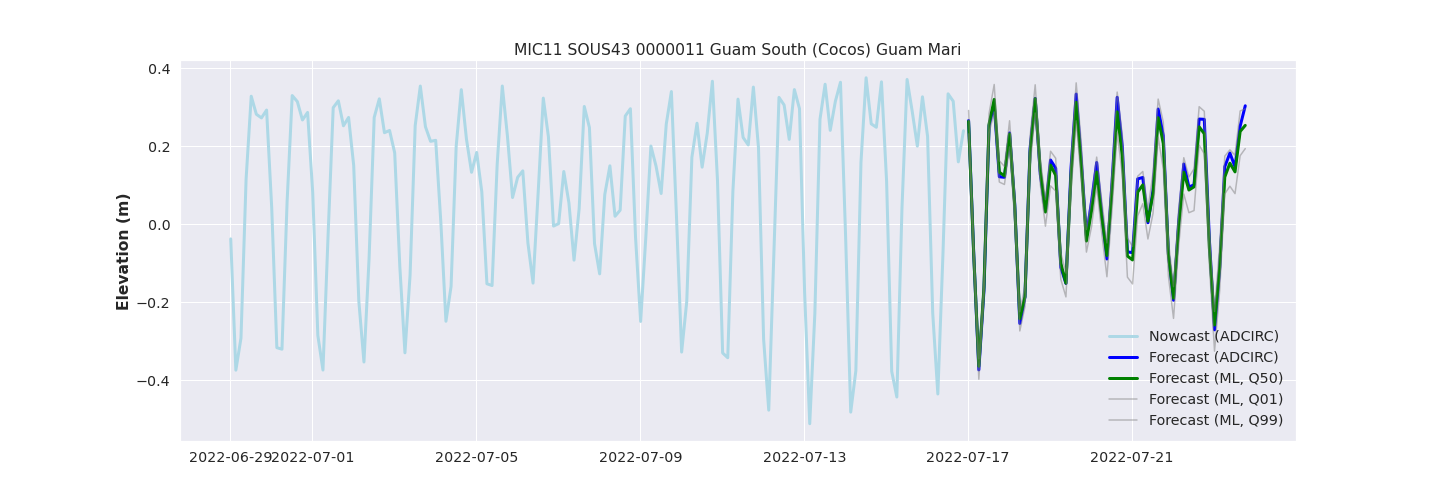 MIC11 SOUS43 0000011 Guam South (Cocos) Guam Mari
Elevation (m)
0.4
0.2
0.0
−0.2
−0.4
2022-06-29
2022-07-01
2022-07-05
2022-07-09
2022-07-13
2022-07-17
2022-07-21
Nowcast (ADCIRC)
Forecast (ADCIRC)
Forecast (ML, Q50)
Forecast (ML, Q01)
Forecast (ML, Q99)